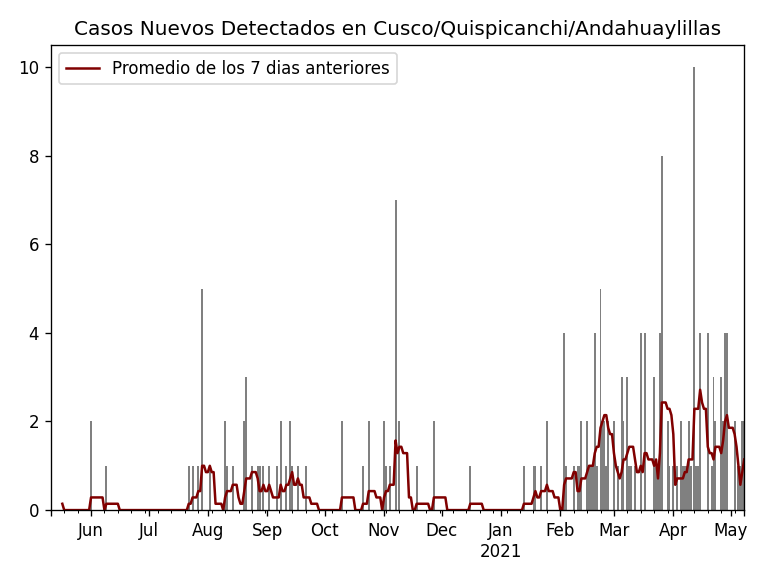 Casos Nuevos Detectados en Cusco/Quispicanchi/Andahuaylillas
Promedio de los 7 dias anteriores
10
8
6
4
2
0
Jun Jul Aug Sep Oct Nov Dec Jan Feb Mar Apr May
2021